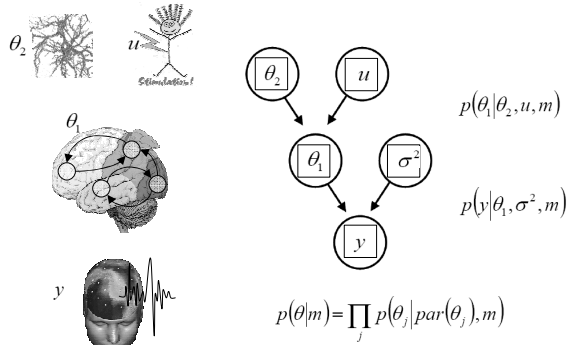 θ₂
u
Stimulation!
θ₁
y
θ₂
u
p(θ₁|θ₂,u,m)
θ₁
σ²
p(y|θ₁,σ²,m)
y
p(θ|m)=∏ⱼ p(θⱼ|par(θⱼ),m)